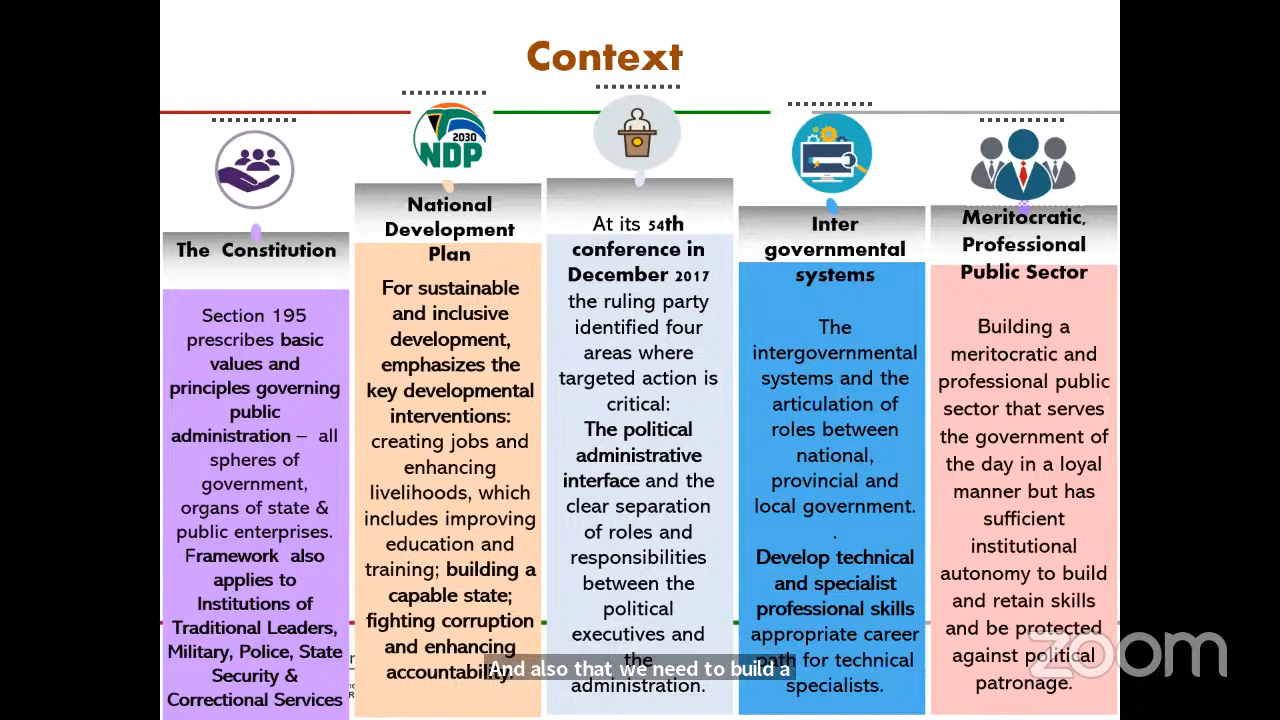 Context
2030
NDP
The Constitution
Section 195
prescribes basic
values and
principles governing
public
administration – all
spheres of
government,
organs of state &
public enterprises.
Framework also
applies to
Institutions of
Traditional Leaders,
Military, Police, State
Security &
Correctional Services
National
Development
Plan
For sustainable
and inclusive
development,
emphasizes the
key developmental
interventions:
creating jobs and
enhancing
livelihoods, which
includes improving
education and
training; building a
capable state;
fighting corruption
and enhancing
accountability.
At its 54th
conference in
December 2017
the ruling party
identified four
areas where
targeted action is
critical:
The political
administrative
interface and the
clear separation
of roles and
responsibilities
between the
political
executives and
the
administration.
Inter
governmental
systems
The
intergovernmental
systems and the
articulation of
roles between
national,
provincial and
local government.
.
Develop technical
and specialist
professional skills
appropriate career
path for technical
specialists.
Meritocratic,
Professional
Public Sector
Building a
meritocratic and
professional public
sector that serves
the government of
the day in a loyal
manner but has
sufficient
institutional
autonomy to build
and retain skills
and be protected
against political
patronage.
And also that we need to build a
zoom